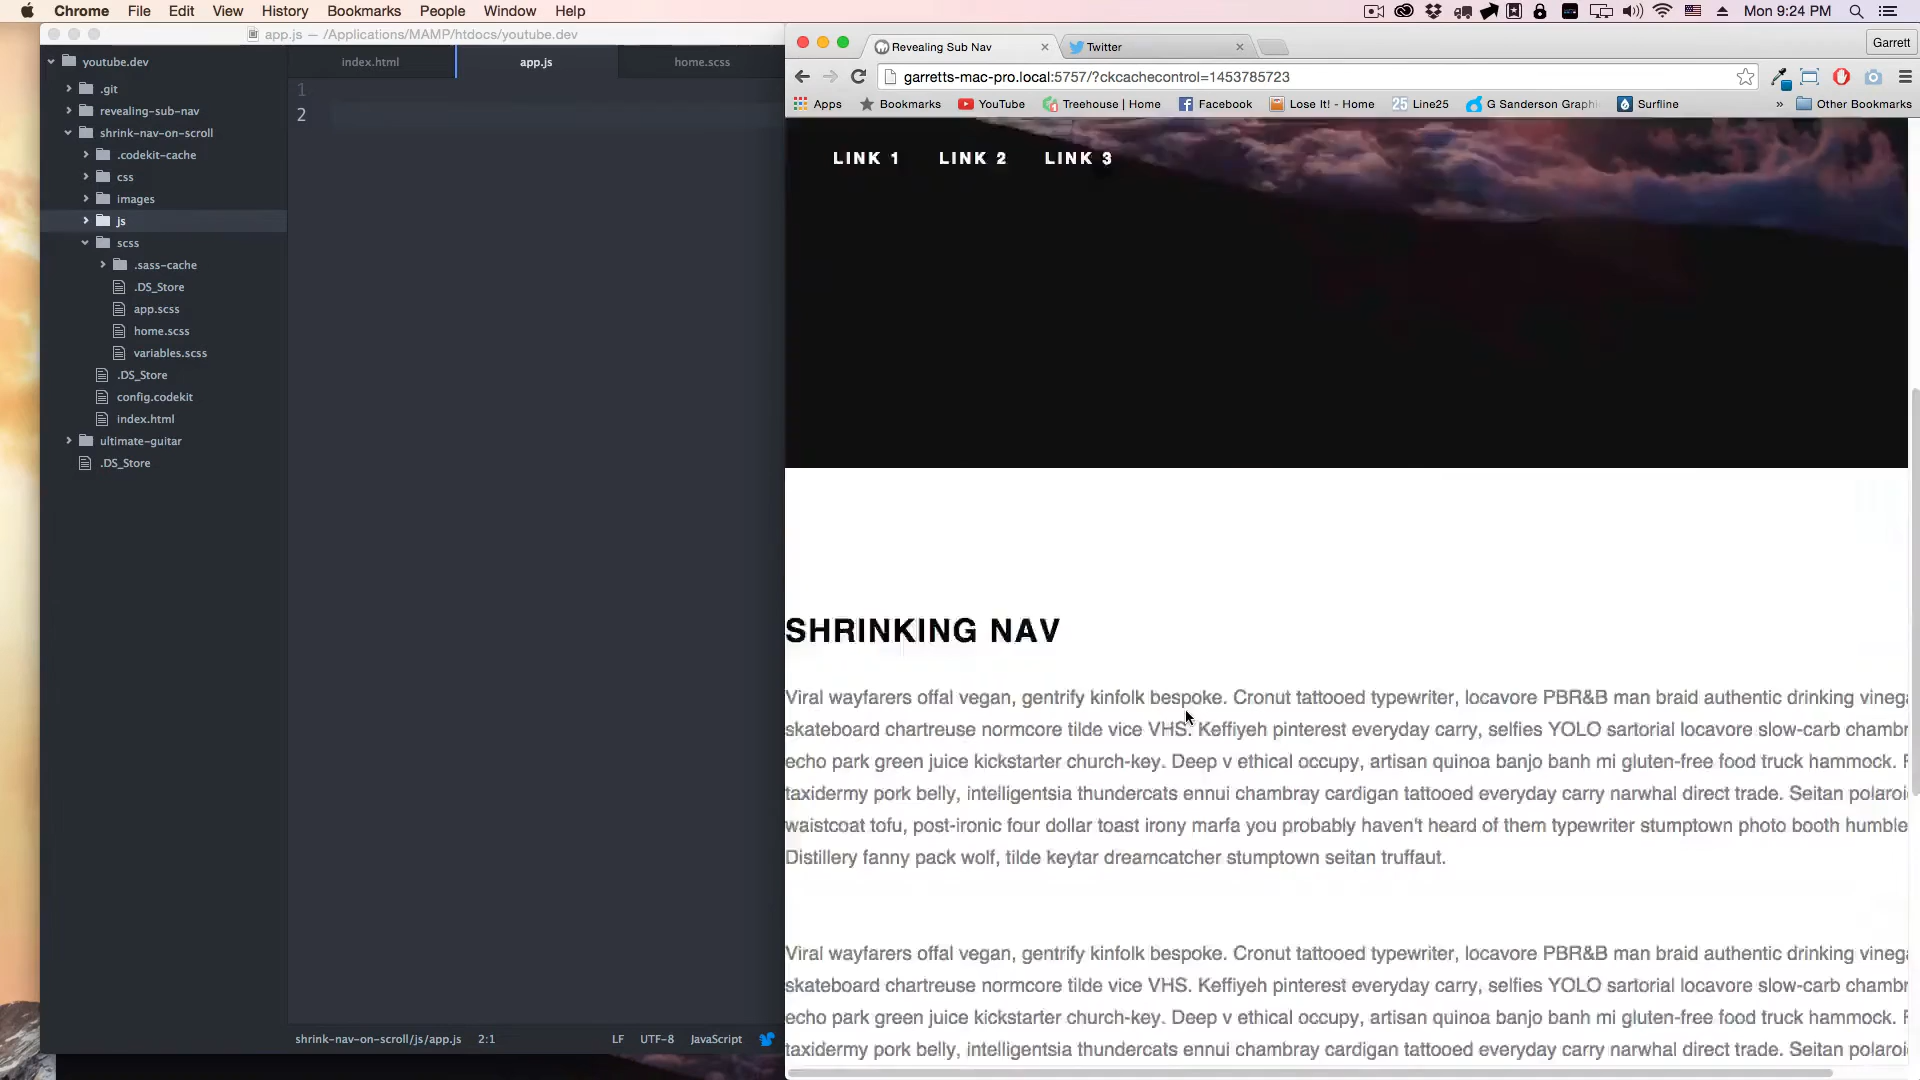 Chrome File Edit View History Bookmarks People Window Help Mon 9:24 PM
app.js — /Applications/MAMP/htdocs/youtube.dev
youtube.dev
.git
revealing-sub-nav
shrink-nav-on-scroll
.codekit-cache
css
images
js
scss
.sass-cache
.DS_Store
app.scss
home.scss
variables.scss
.DS_Store
config.codekit
index.html
ultimate-guitar
.DS_Store
index.html app.js home.scss
1
2
shrink-nav-on-scroll/js/app.js 2:1 LF UTF-8 JavaScript
Revealing Sub Nav Twitter Garrett
garretts-mac-pro.local:5757/?ckcachecontrol=1453785723
Apps Bookmarks YouTube Treehouse | Home Facebook Lose It! - Home 25 Line25 G Sanderson Graphi Surfline » Other Bookmarks
LINK 1 LINK 2 LINK 3
SHRINKING NAV
Viral wayfarers offal vegan, gentrify kinfolk bespoke. Cronut tattooed typewriter, locavore PBR&B man braid authentic drinking vineg
skateboard chartreuse normcore tilde vice VHS. Keffiyeh pinterest everyday carry, selfies YOLO sartorial locavore slow-carb chambr
echo park green juice kickstarter church-key. Deep v ethical occupy, artisan quinoa banjo banh mi gluten-free food truck hammock. F
taxidermy pork belly, intelligentsia thundercats ennui chambray cardigan tattooed everyday carry narwhal direct trade. Seitan polaroi
waistcoat tofu, post-ironic four dollar toast irony marfa you probably haven't heard of them typewriter stumptown photo booth humble
Distillery fanny pack wolf, tilde keytar dreamcatcher stumptown seitan truffaut.
Viral wayfarers offal vegan, gentrify kinfolk bespoke. Cronut tattooed typewriter, locavore PBR&B man braid authentic drinking vineg
skateboard chartreuse normcore tilde vice VHS. Keffiyeh pinterest everyday carry, selfies YOLO sartorial locavore slow-carb chambr
echo park green juice kickstarter church-key. Deep v ethical occupy, artisan quinoa banjo banh mi gluten-free food truck hammock. F
taxidermy pork belly, intelligentsia thundercats ennui chambray cardigan tattooed everyday carry narwhal direct trade. Seitan polaroi